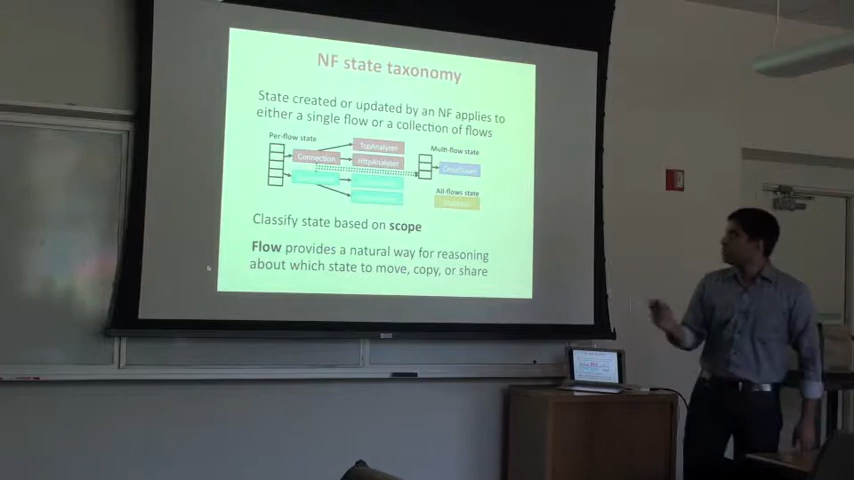 NF state taxonomy
State created or updated by an NF applies to
either a single flow or a collection of flows
Per-flow state
TcpAnalyzer
Multi-flow state
Connection
HttpAnalyzer
All-flows state
Classify state based on scope
Flow provides a natural way for reasoning
about which state to move, copy, or share